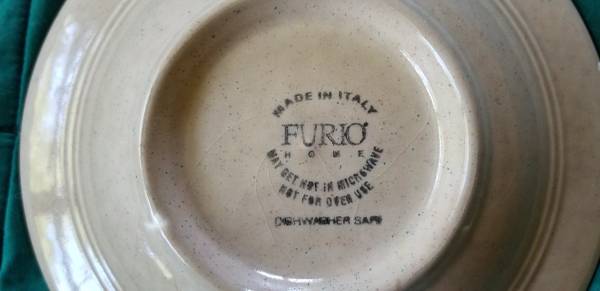 MADE IN ITALY
FURIO
HOME
MAY GET HOT IN MICROWAVE
NOT FOR OVEN USE
DISHWASHER SAFE